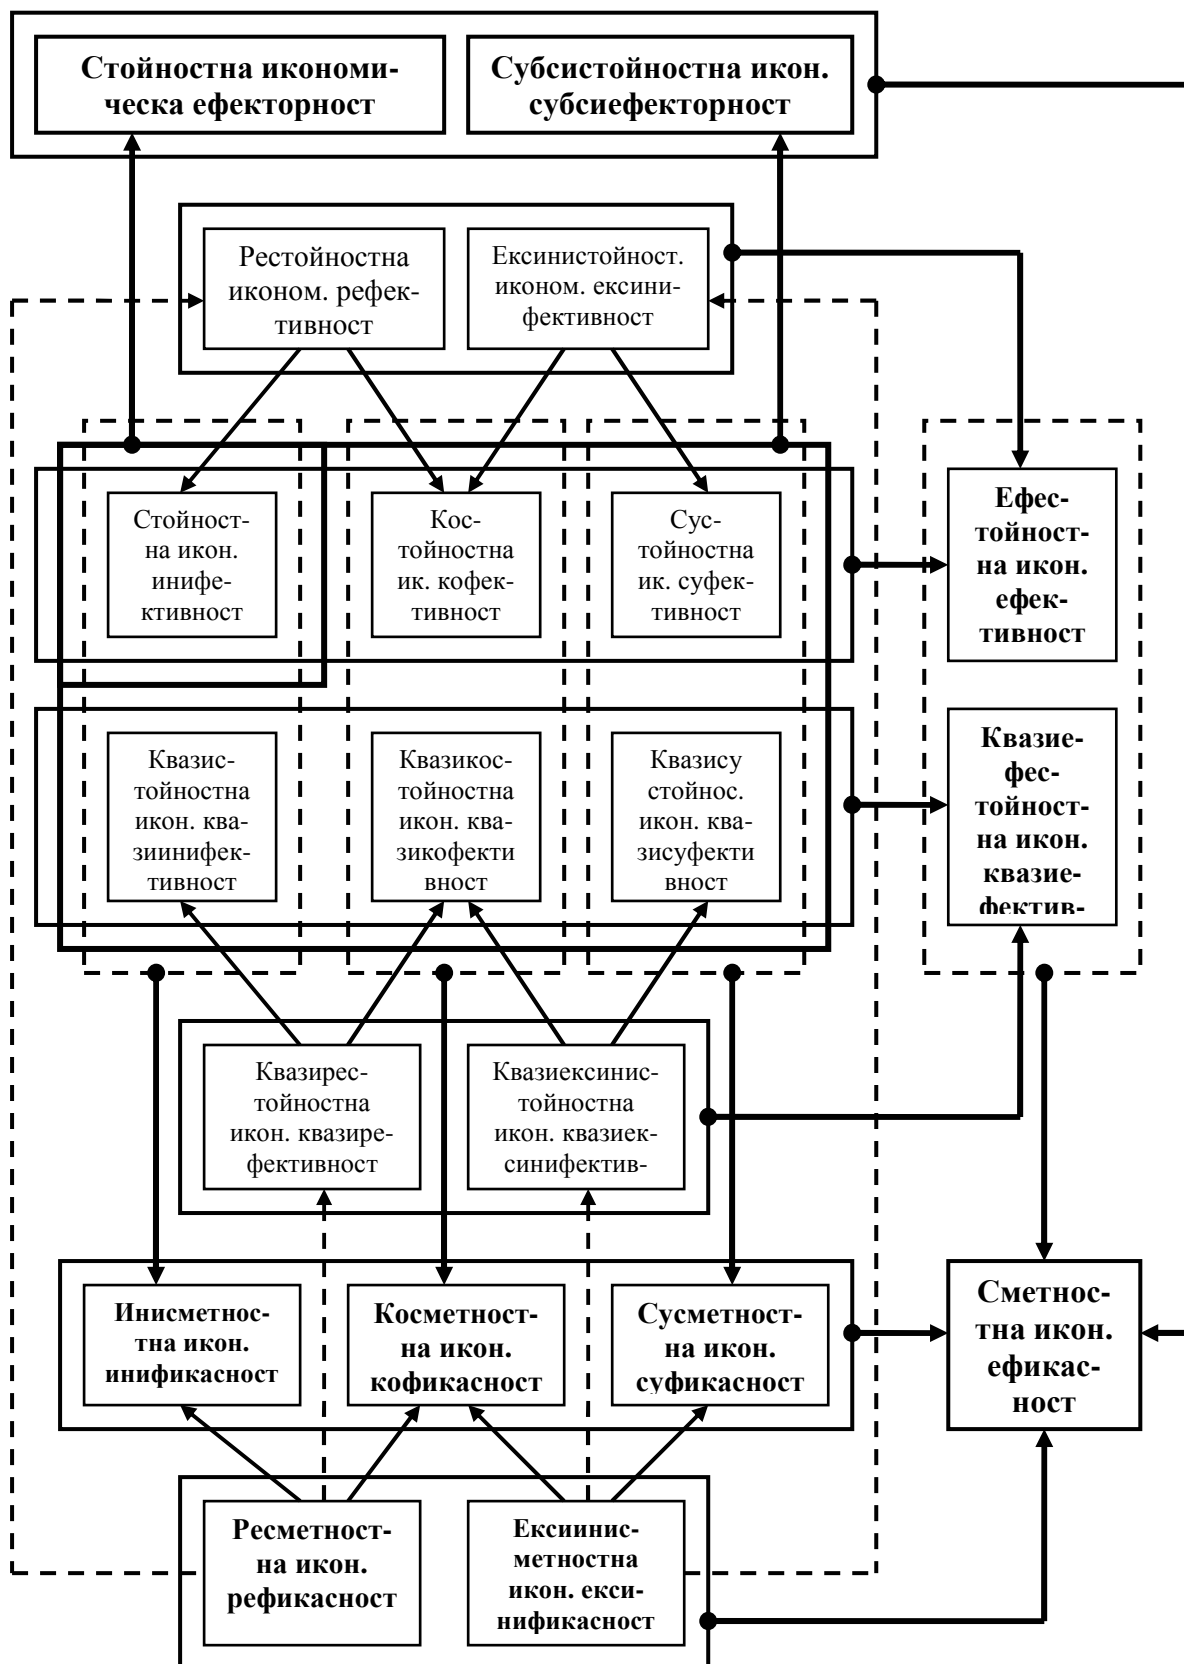 Стойностна икономи-
ческа ефекторност
Субсистойностна икон.
субсиефекторност
Рестойностна
иконом. рефек-
тивност
Ексинистойност.
иконом. ексини-
фективност
Стойност-
на икон.
инифе-
ктивност
Кос-
тойностна
ик. кофек-
тивност
Сус-
тойностна
ик. суфек-
тивност
Ефес-
тойност-
на икон.
ефек-
тивност
Квазис-
тойностна
икон. ква-
зиинифек-
тивност
Квазикос-
тойностна
икон. ква-
зикофекти
вност
Квазису
стойнос.
икон. ква-
зисуфекти
вност
Квазие-
фес-
тойност-
на икон.
квазие-
фектив-
Квазирес-
тойностна
икон. квазире-
фективност
Квазиексинис-
тойностна
икон. квазиек-
синифектив-
Инисметнос-
тна икон.
инификасност
Косметност-
на икон.
кофикасност
Сусметност-
на икон.
суфикасност
Сметнос-
тна икон.
ефикас-
ност
Ресметност-
на икон.
рефикасност
Ексиинис-
метностна
икон. екси-
нификасност